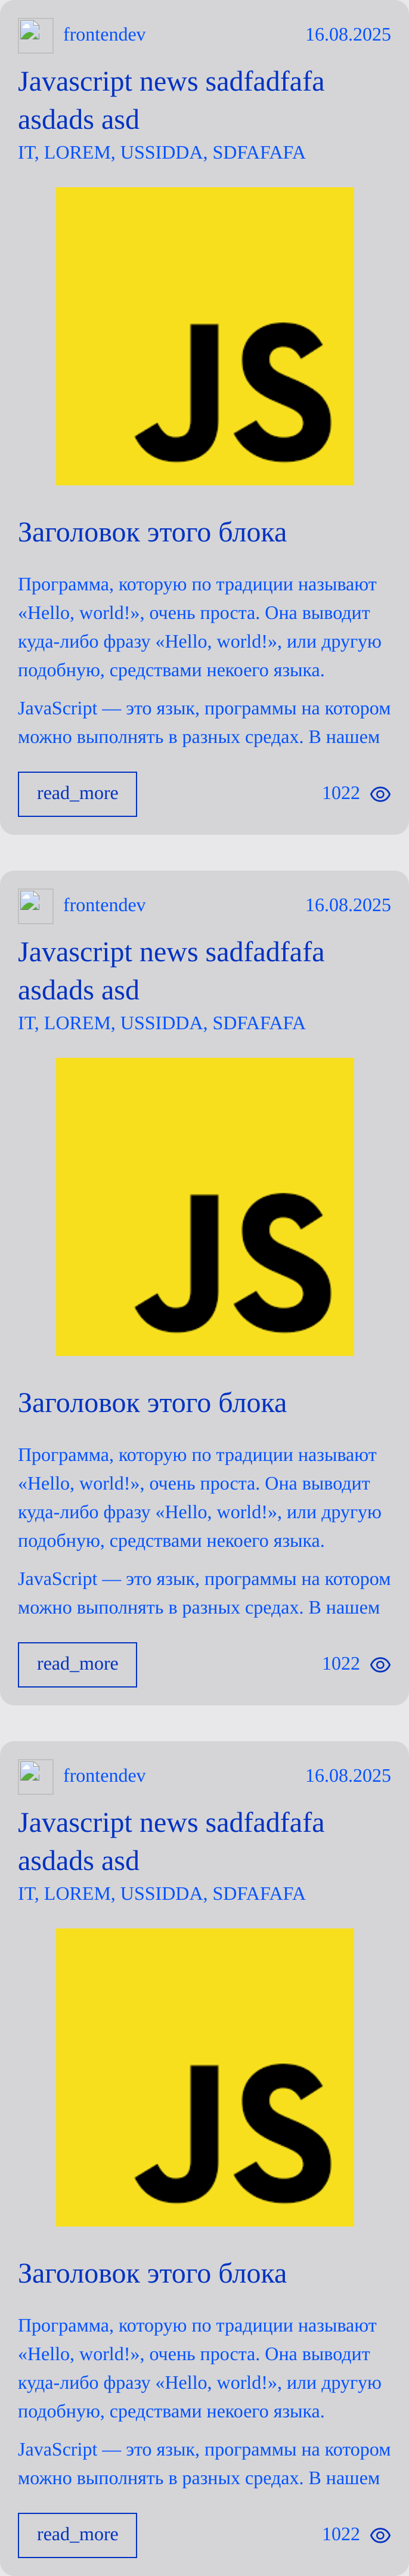 frontendev 16.08.2025
Javascript news sadfadfafa
asdads asd
IT, LOREM, USSIDDA, SDFAFAFA
JS
Заголовок этого блока
Программа, которую по традиции называют
«Hello, world!», очень проста. Она выводит
куда-либо фразу «Hello, world!», или другую
подобную, средствами некоего языка.
JavaScript — это язык, программы на котором
можно выполнять в разных средах. В нашем
read_more 1022
frontendev 16.08.2025
Javascript news sadfadfafa
asdads asd
IT, LOREM, USSIDDA, SDFAFAFA
JS
Заголовок этого блока
Программа, которую по традиции называют
«Hello, world!», очень проста. Она выводит
куда-либо фразу «Hello, world!», или другую
подобную, средствами некоего языка.
JavaScript — это язык, программы на котором
можно выполнять в разных средах. В нашем
read_more 1022
frontendev 16.08.2025
Javascript news sadfadfafa
asdads asd
IT, LOREM, USSIDDA, SDFAFAFA
JS
Заголовок этого блока
Программа, которую по традиции называют
«Hello, world!», очень проста. Она выводит
куда-либо фразу «Hello, world!», или другую
подобную, средствами некоего языка.
JavaScript — это язык, программы на котором
можно выполнять в разных средах. В нашем
read_more 1022